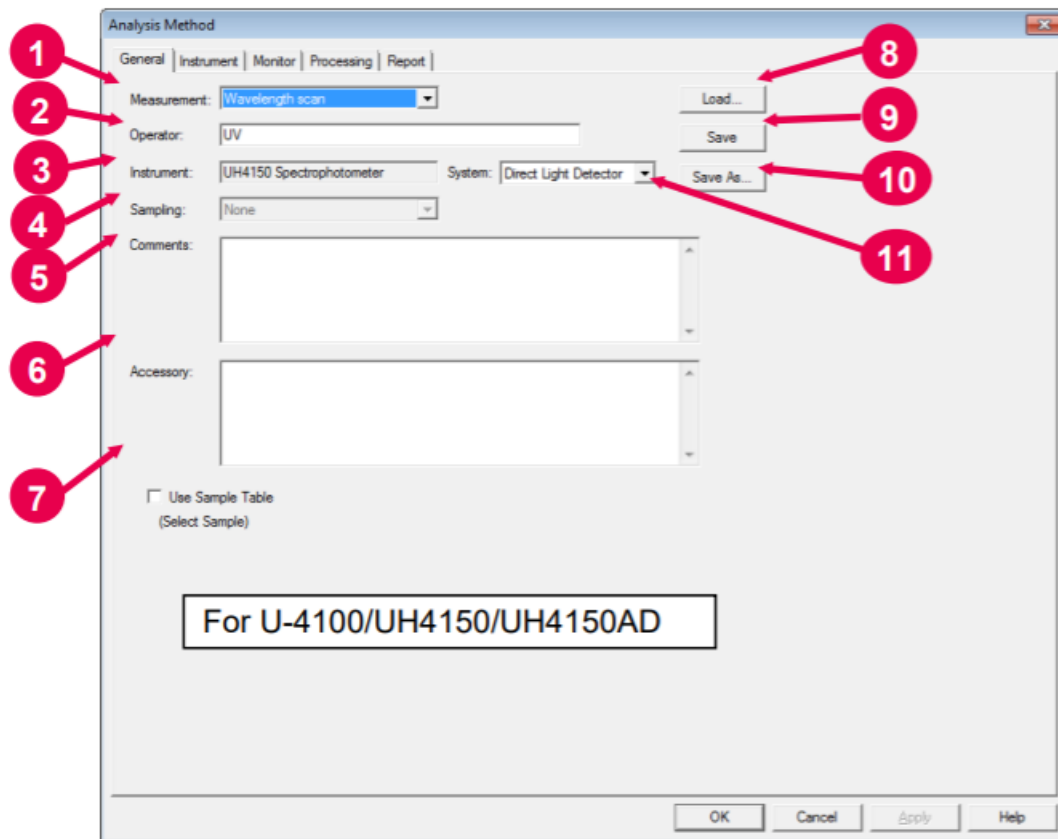 Analysis Method
General Instrument Monitor Processing Report
1
8
Measurement: Wavelength scan Load...
2
9
Operator: UV Save
3
Instrument: UH4150 Spectrophotometer System: Direct Light Detector Save As...
10
4
Sampling: None
5
Comments:
11
6
Accessory:
7
Use Sample Table
(Select Sample)
For U-4100/UH4150/UH4150AD
OK Cancel Apply Help